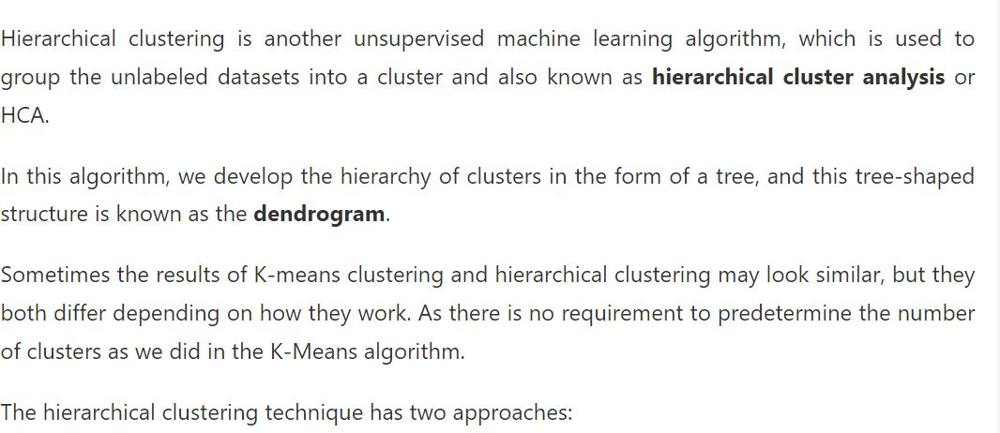 Hierarchical clustering is another unsupervised machine learning algorithm, which is used to
group the unlabeled datasets into a cluster and also known as hierarchical cluster analysis or
HCA.
In this algorithm, we develop the hierarchy of clusters in the form of a tree, and this tree-shaped
structure is known as the dendrogram.
Sometimes the results of K-means clustering and hierarchical clustering may look similar, but they
both differ depending on how they work. As there is no requirement to predetermine the number
of clusters as we did in the K-Means algorithm.
The hierarchical clustering technique has two approaches: